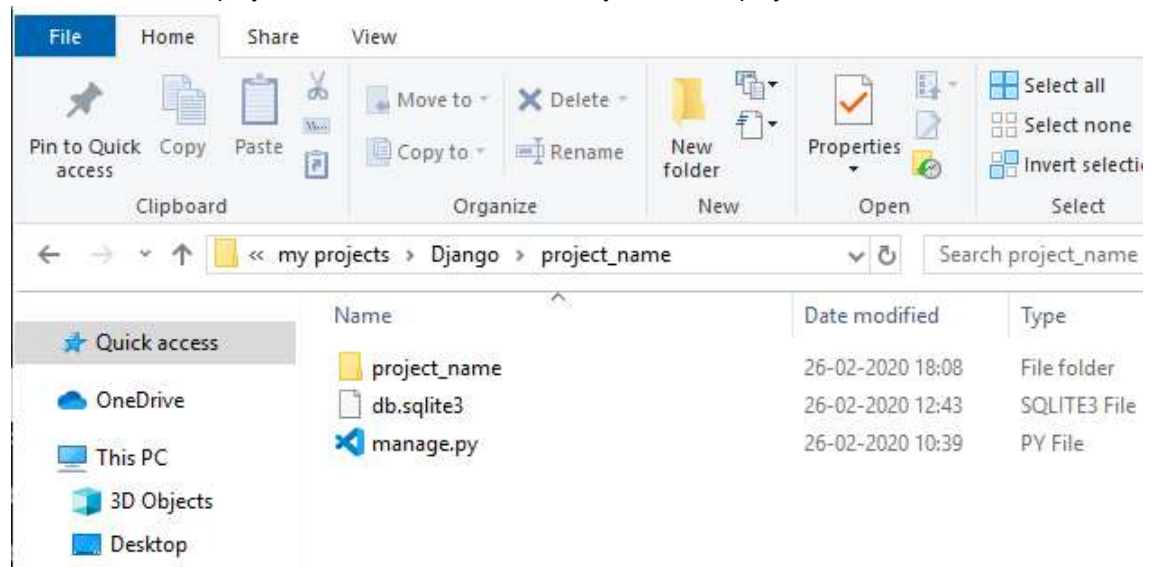 File Home Share View
Pin to Quick access
Copy
Paste
Move to
Copy to
Delete
Rename
New folder
Properties
Select all
Select none
Invert selecti
Clipboard Organize New Open Select
« my projects > Django > project_name Search project_name
Name Date modified Type
Quick access
project_name 26-02-2020 18:08 File folder
OneDrive
db.sqlite3 26-02-2020 12:43 SQLITE3 File
manage.py 26-02-2020 10:39 PY File
This PC
3D Objects
Desktop